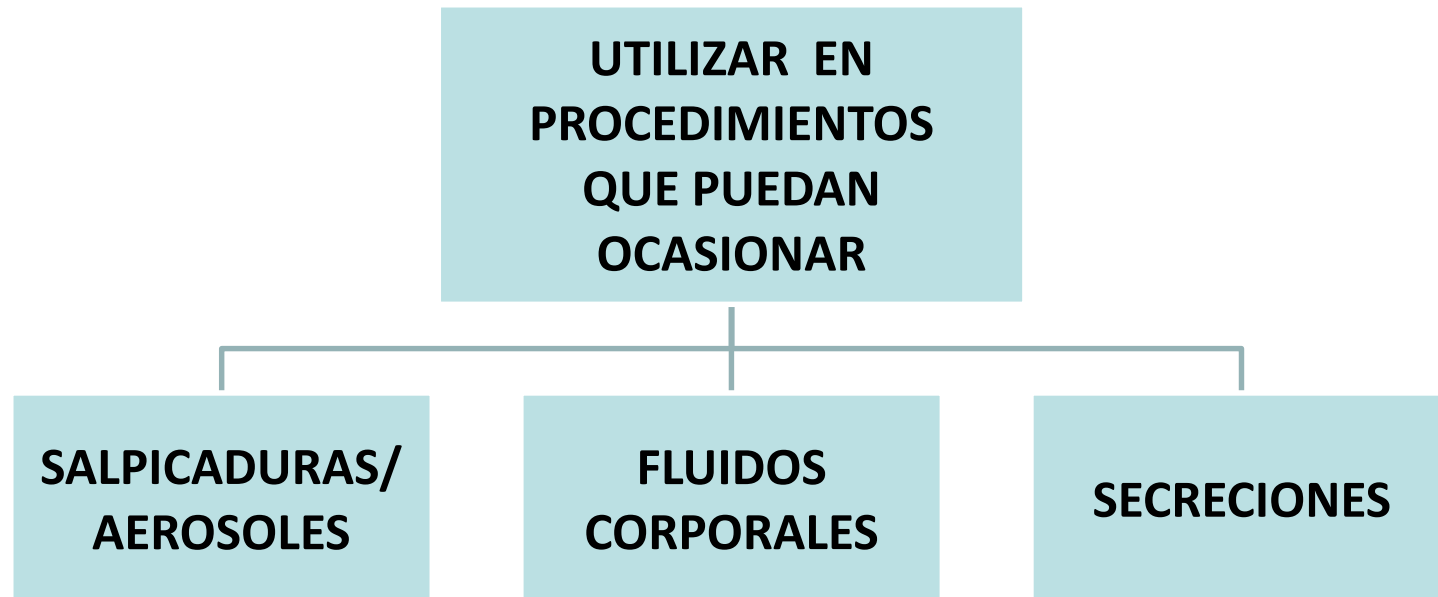 UTILIZAR EN
PROCEDIMIENTOS
QUE PUEDAN
OCASIONAR
SALPICADURAS/
AEROSOLES
FLUIDOS
CORPORALES
SECRECIONES